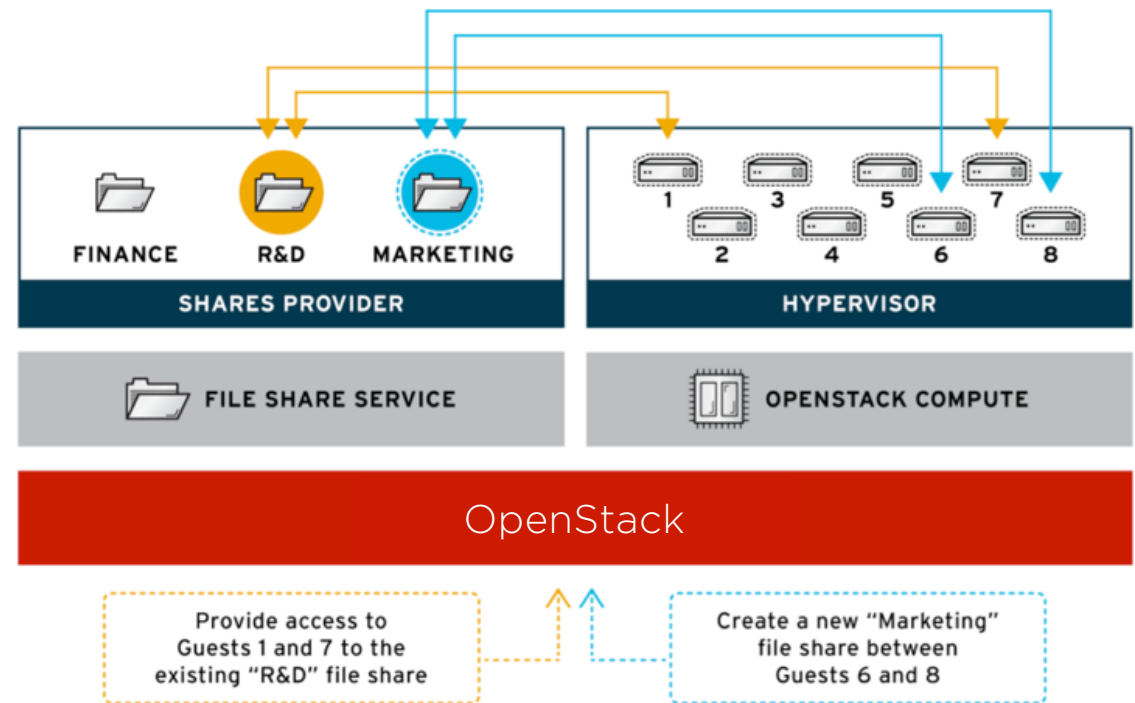 FINANCE
R&D
MARKETING
SHARES PROVIDER
1
3
5
7
2
4
6
8
HYPERVISOR
FILE SHARE SERVICE
OPENSTACK COMPUTE
OpenStack
Provide access to
Guests 1 and 7 to the
existing “R&D” file share
Create a new “Marketing”
file share between
Guests 6 and 8